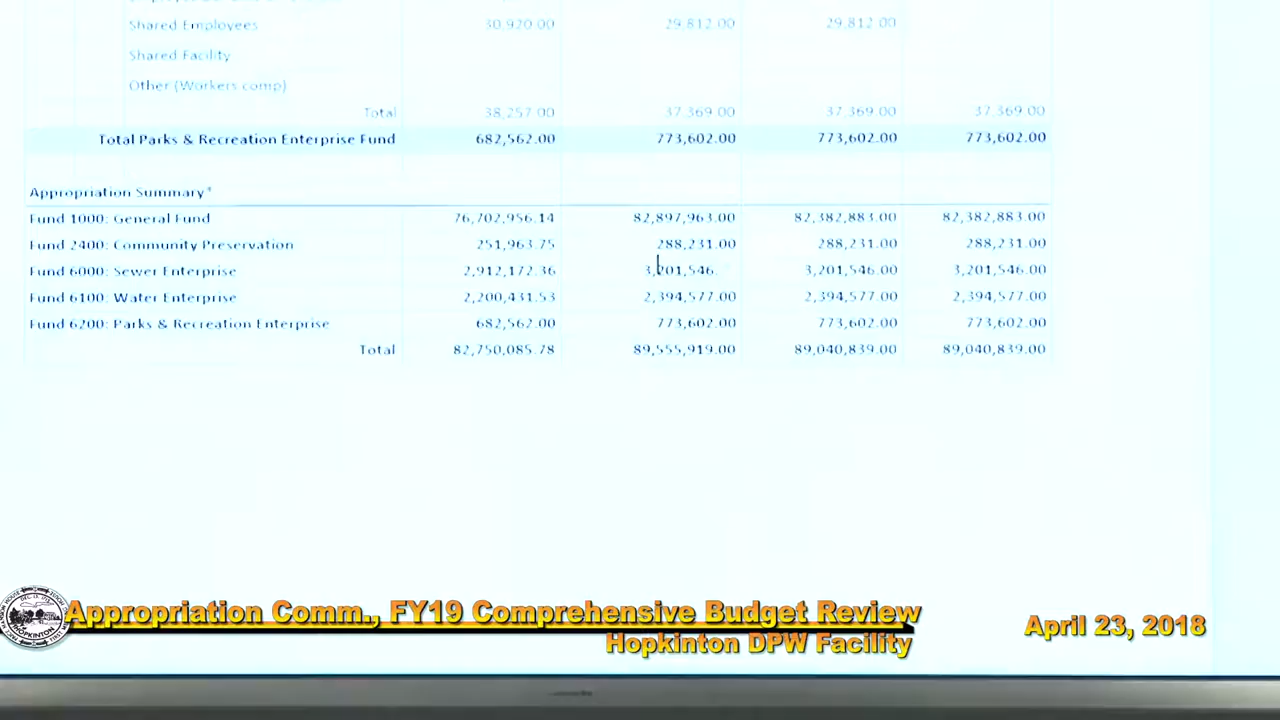 Shared Employees 30,920.00 29,812.00 29,812.00
Shared Facility
Other (Workers comp)
Total 38,257.00 37,369.00 37,369.00 37,369.00
Total Parks & Recreation Enterprise Fund 682,562.00 773,602.00 773,602.00 773,602.00
Appropriation Summary*
Fund 1000: General Fund 76,702,956.14 82,897,963.00 82,382,883.00 82,382,883.00
Fund 2400: Community Preservation 251,963.75 288,231.00 288,231.00 288,231.00
Fund 6000: Sewer Enterprise 2,912,172.36 3,201,546. 3,201,546.00 3,201,546.00
Fund 6100: Water Enterprise 2,200,431.53 2,394,577.00 2,394,577.00 2,394,577.00
Fund 6200: Parks & Recreation Enterprise 682,562.00 773,602.00 773,602.00 773,602.00
Total 82,750,085.78 89,555,919.00 89,040,839.00 89,040,839.00
HOPKINTON
Appropriation Comm., FY19 Comprehensive Budget Review
Hopkinton DPW Facility
April 23, 2018